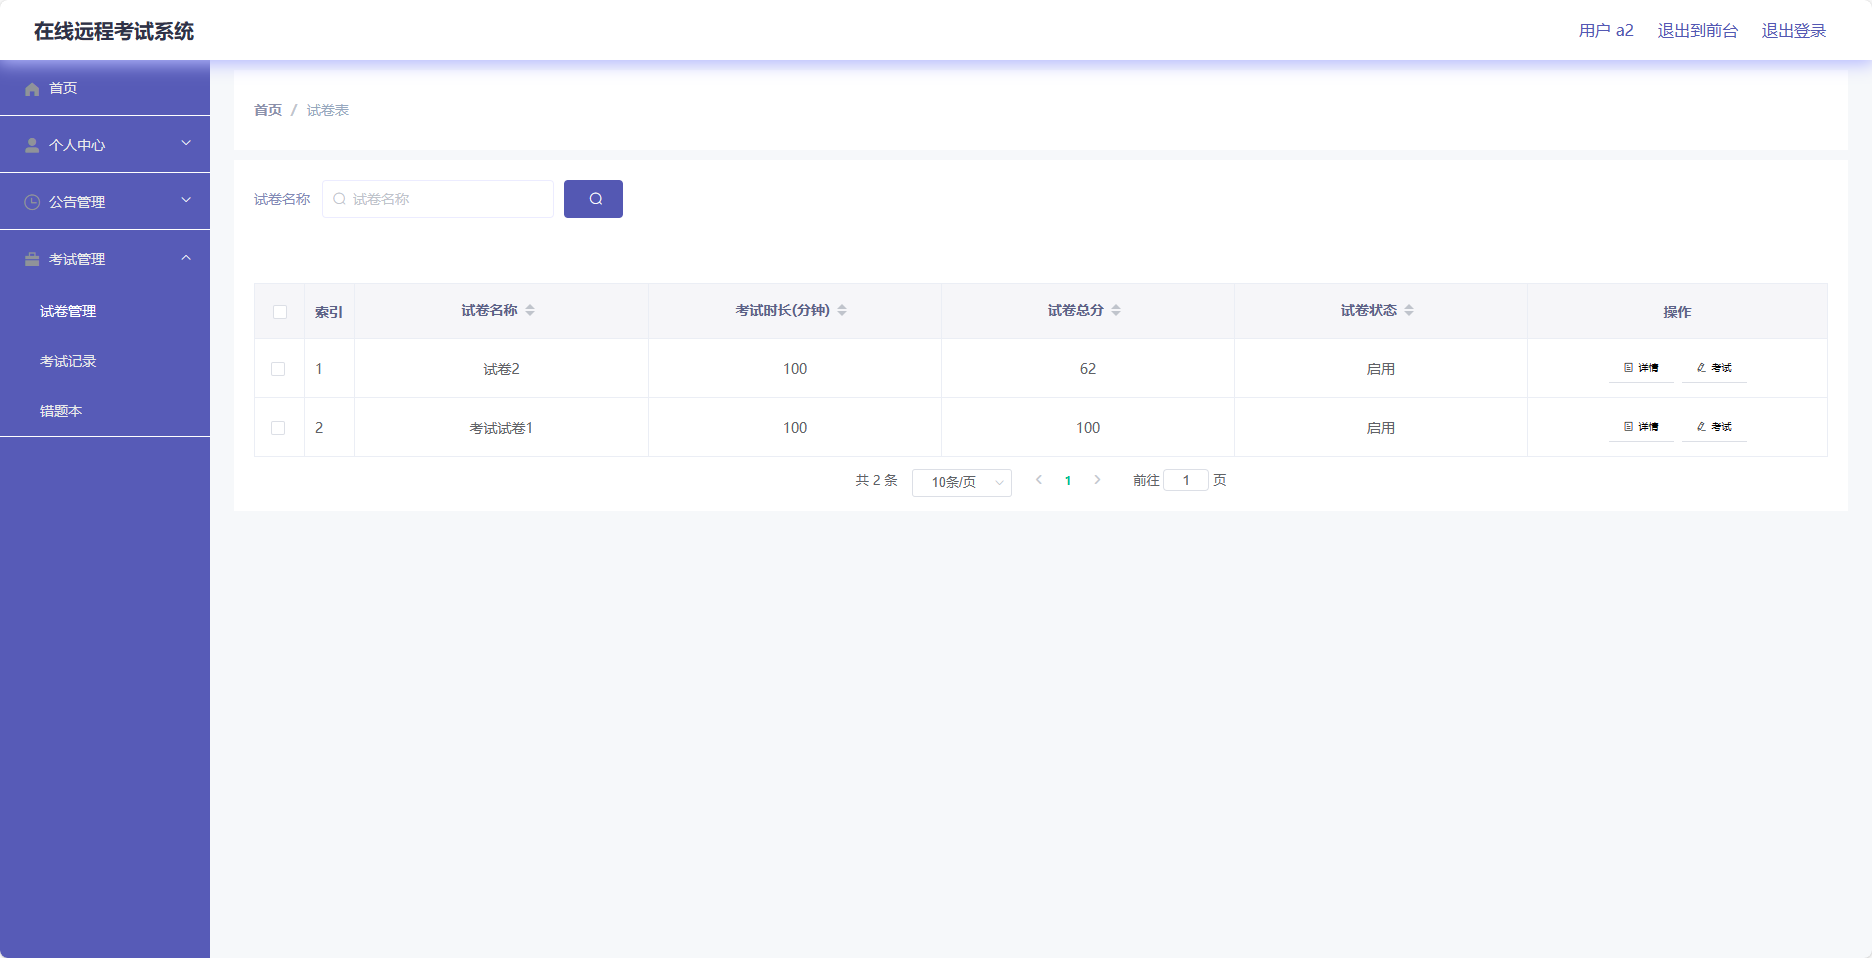 在线远程考试系统
用户 a2 退出到前台 退出登录
首页
个人中心
公告管理
考试管理
试卷管理
考试记录
错题本
首页 / 试卷表
试卷名称 试卷名称
索引 试卷名称 考试时长(分钟) 试卷总分 试卷状态 操作
1 试卷2 100 62 启用 详情 考试
2 考试试卷1 100 100 启用 详情 考试
共 2 条 10条/页 1 前往 1 页